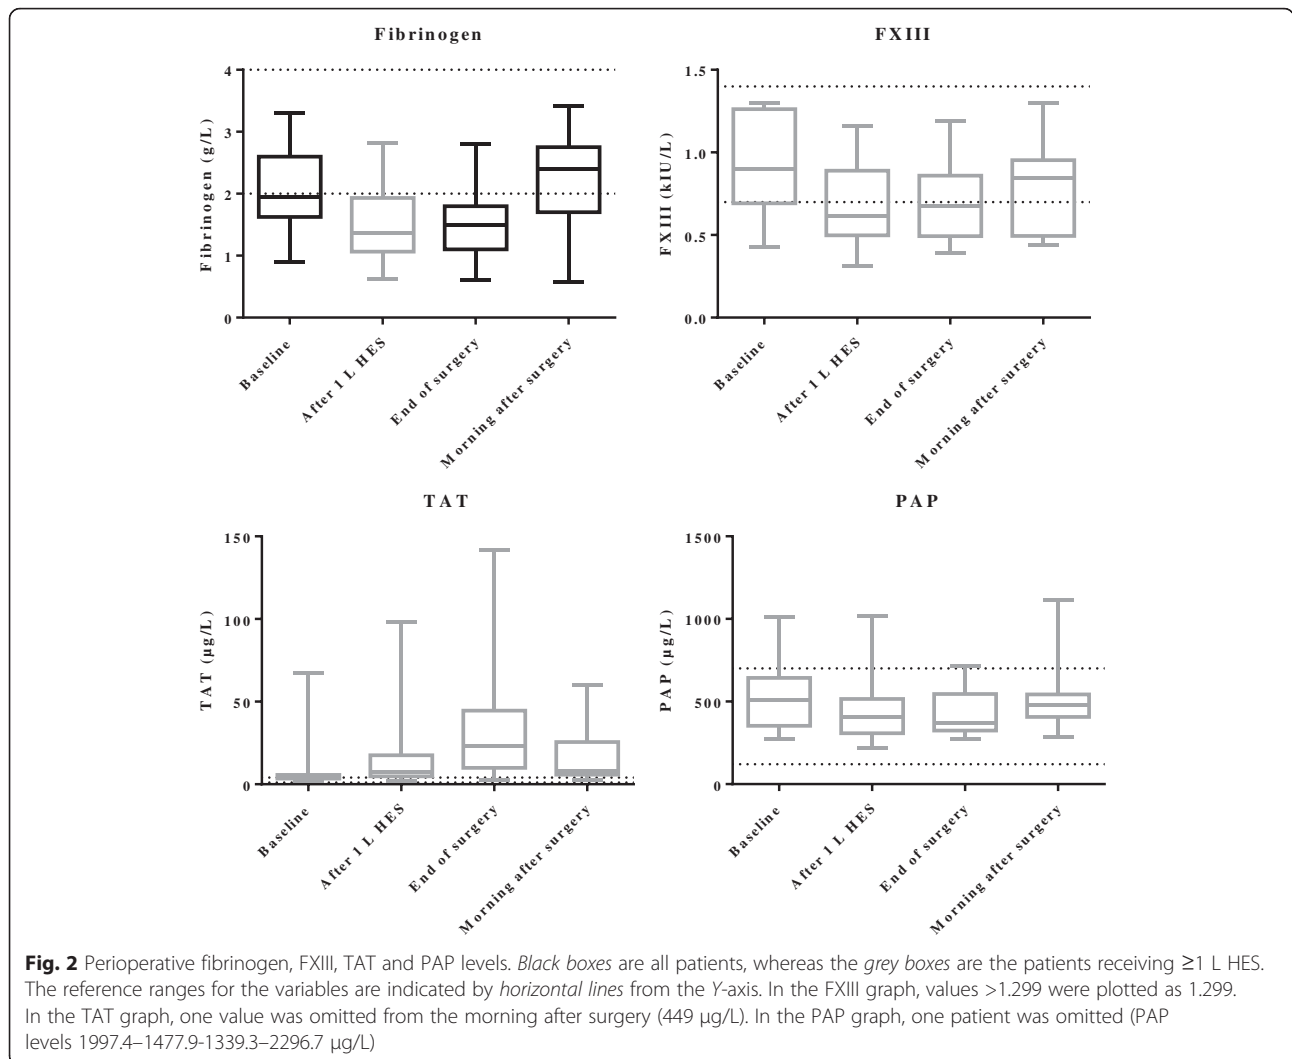 Fibrinogen
4
3
2
1
0
Fibrinogen (g/L)
Baseline
After 1 L HES
End of surgery
Morning after surgery
FXIII
1.5
1.0
0.5
0.0
FXIII (kIU/L)
Baseline
After 1 L HES
End of surgery
Morning after surgery
TAT
150
100
50
0
TAT (µg/L)
Baseline
After 1 L HES
End of surgery
Morning after surgery
PAP
1500
1000
500
0
PAP (µg/L)
Baseline
After 1 L HES
End of surgery
Morning after surgery
Fig. 2 Perioperative fibrinogen, FXIII, TAT and PAP levels. Black boxes are all patients, whereas the grey boxes are the patients receiving ≥1 L HES.
The reference ranges for the variables are indicated by horizontal lines from the Y-axis. In the FXIII graph, values >1.299 were plotted as 1.299.
In the TAT graph, one value was omitted from the morning after surgery (449 µg/L). In the PAP graph, one patient was omitted (PAP
levels 1997.4–1477.9-1339.3–2296.7 µg/L)